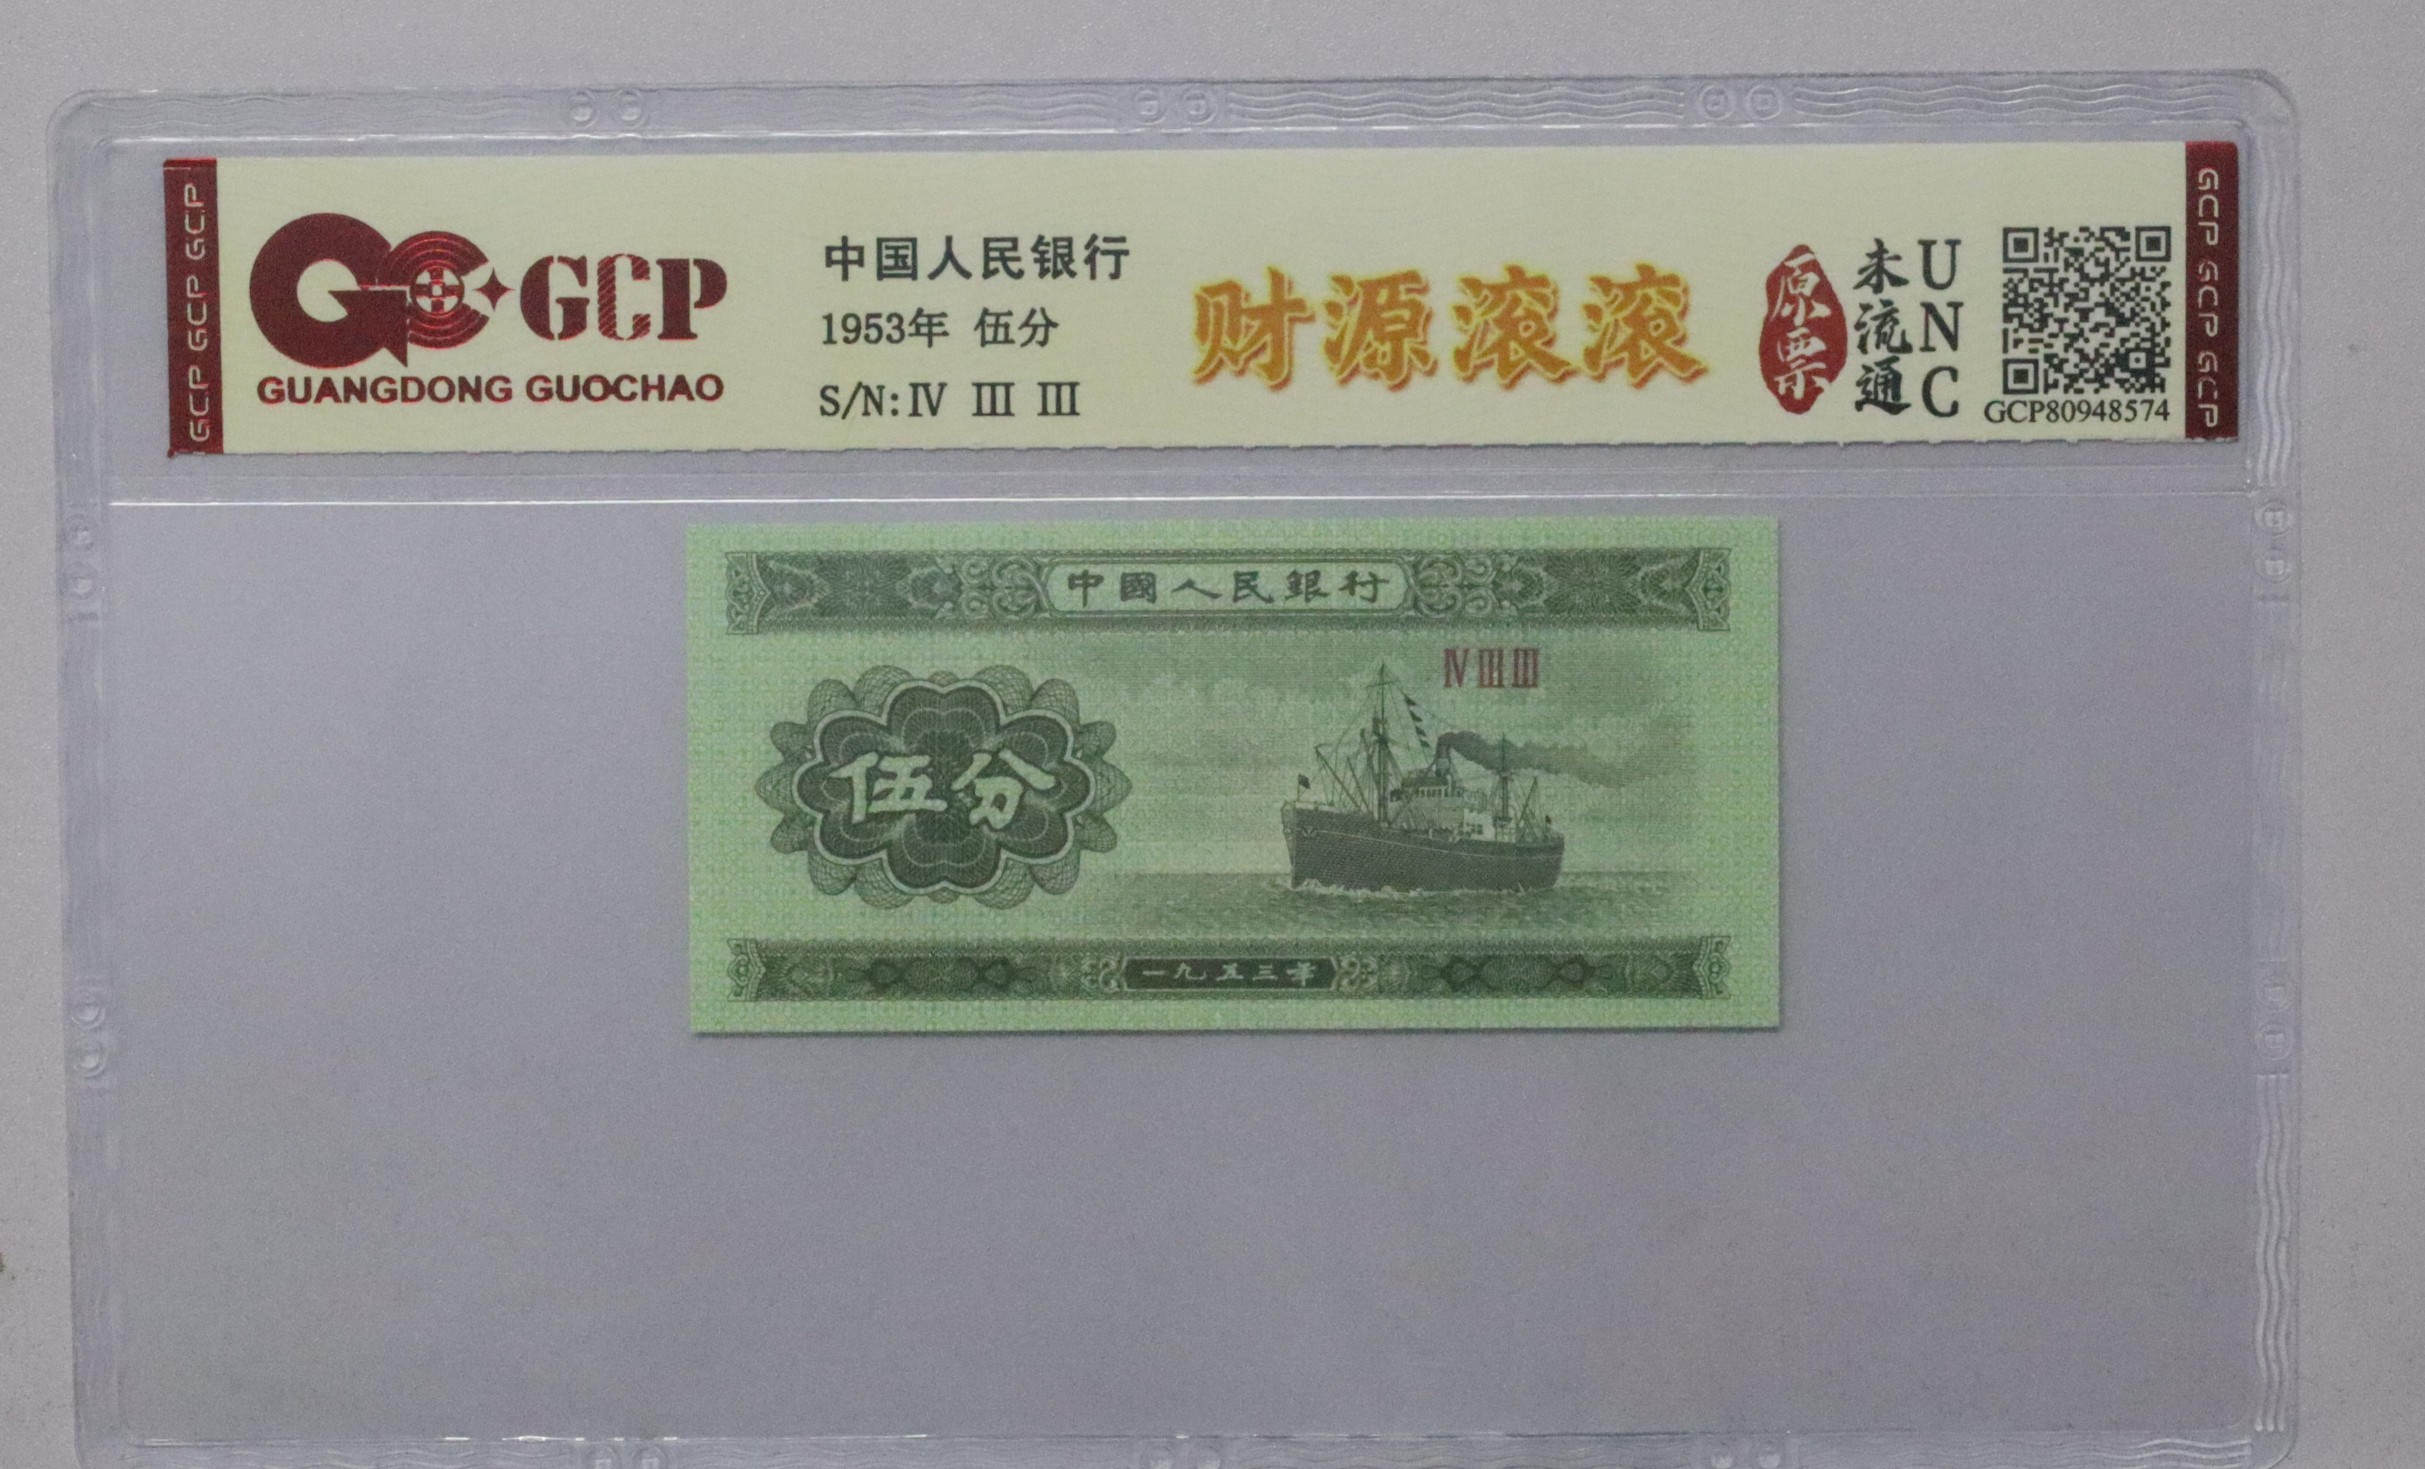 GCP GCP GCP
GCP
GUANGDONG GUOCHAO
中国人民银行
1953年 伍分
S/N:Ⅳ Ⅲ Ⅲ
财源滚滚
原票
未流通
UNC
GCP80948574
GCP GCP GCP
中國人民銀行
Ⅳ Ⅲ Ⅲ
伍分
一九五三年